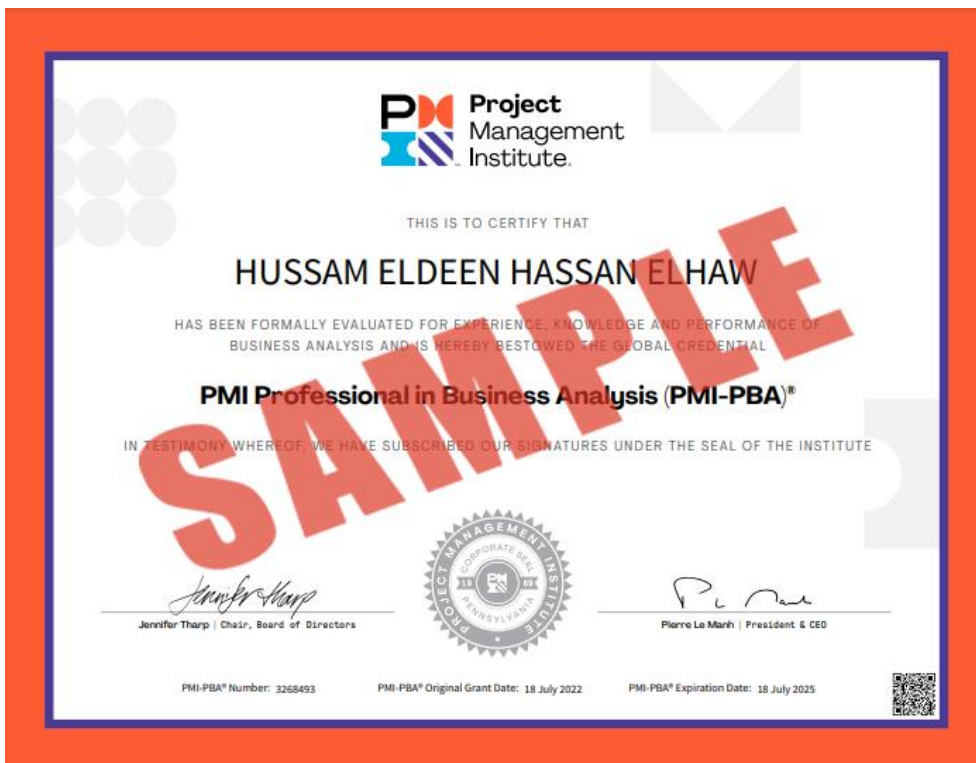 Project
Management
Institute.
THIS IS TO CERTIFY THAT
HUSSAM ELDEEN HASSAN ELHAW
HAS BEEN FORMALLY EVALUATED FOR EXPERIENCE, KNOWLEDGE AND PERFORMANCE OF
BUSINESS ANALYSIS AND IS HEREBY BESTOWED THE GLOBAL CREDENTIAL
PMI Professional in Business Analysis (PMI-PBA)®
IN TESTIMONY WHEREOF, WE HAVE SUBSCRIBED OUR SIGNATURES UNDER THE SEAL OF THE INSTITUTE
SAMPLE
PROJECT MANAGEMENT INSTITUTE
CORPORATE SEAL
1969
PENNSYLVANIA
Jennifer Tharp
Jennifer Tharp | Chair, Board of Directors
Pierre Le Manh | President & CEO
PMI-PBA® Number: 3268493 PMI-PBA® Original Grant Date: 18 July 2022 PMI-PBA® Expiration Date: 18 July 2025